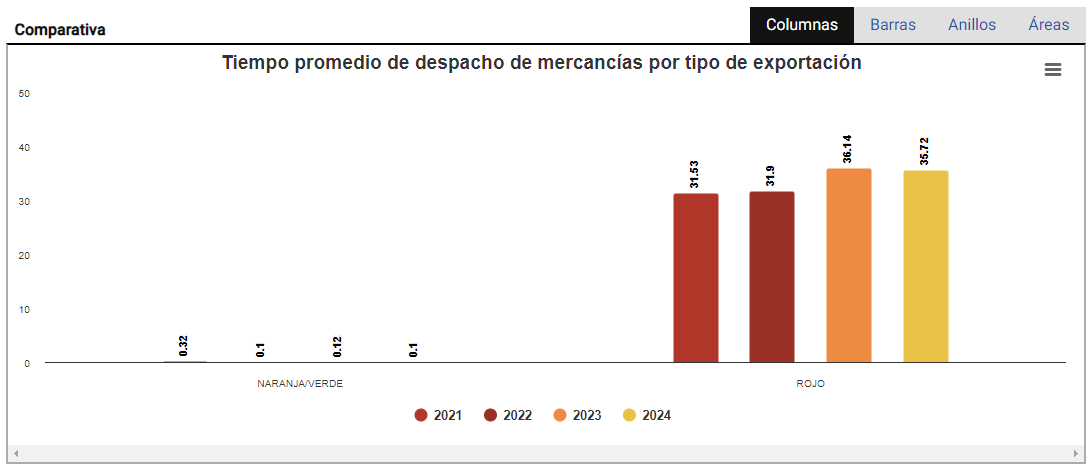 Comparativa
Columnas Barras Anillos Áreas
Tiempo promedio de despacho de mercancías por tipo de exportación
50
40
30
20
10
0
0.32 0.1 0.12 0.1 31.53 31.9 36.14 35.72
NARANJA/VERDE ROJO
2021 2022 2023 2024